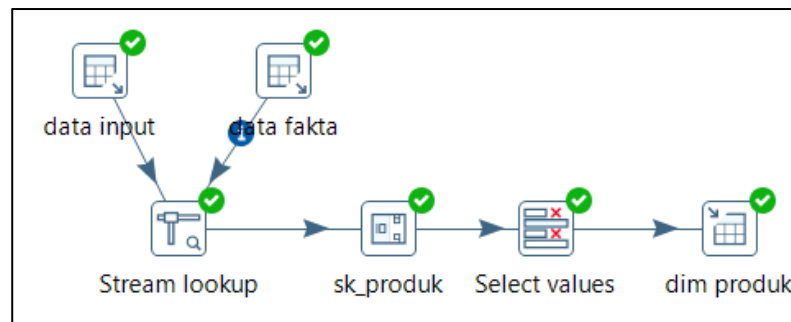 data input
data fakta
Stream lookup
sk_produk
Select values
dim produk